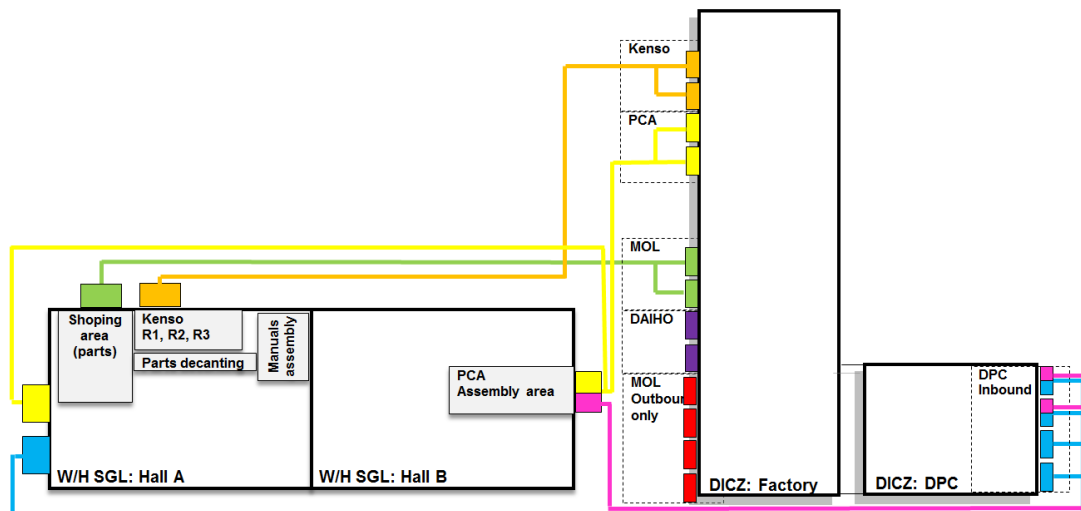 Kenso
PCA
MOL
DAIHO
MOL
Outboun
only
Shoping
area
(parts)
Kenso
R1, R2, R3
Parts decanting
Manuals
assembly
PCA
Assembly area
W/H SGL: Hall A
W/H SGL: Hall B
DICZ: Factory
DPC
Inbound
DICZ: DPC